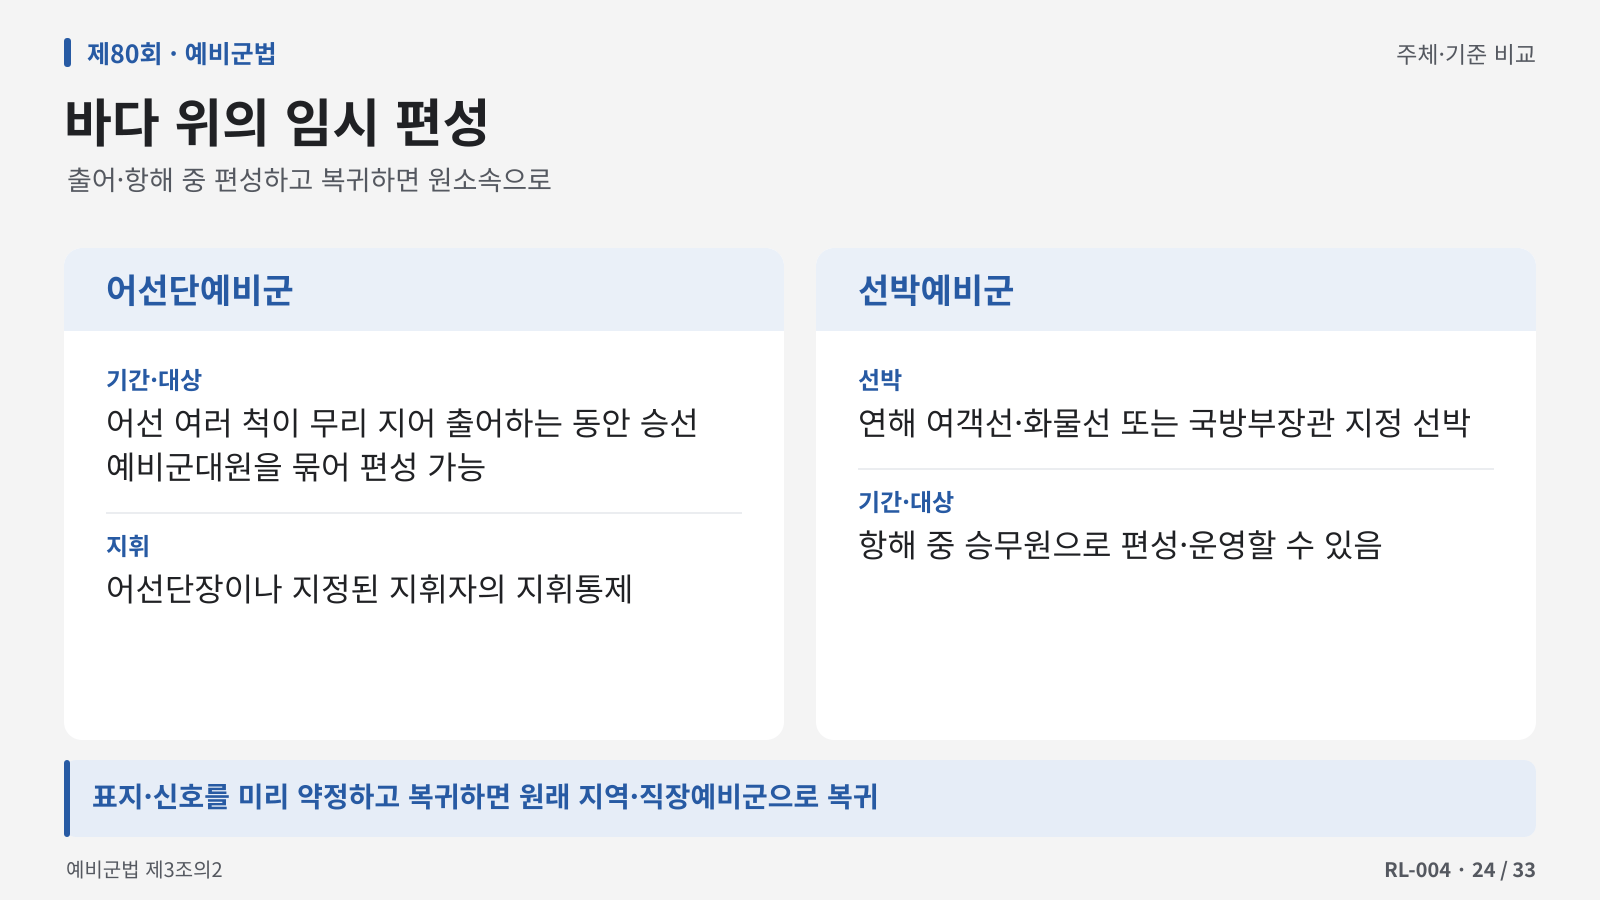 제80회 · 예비군법
주체·기준 비교
바다 위의 임시 편성
출어·항해 중 편성하고 복귀하면 원소속으로
어선단예비군
기간·대상
어선 여러 척이 무리 지어 출어하는 동안 승선
예비군대원을 묶어 편성 가능
지휘
어선단장이나 지정된 지휘자의 지휘통제
선박예비군
선박
연해 여객선·화물선 또는 국방부장관 지정 선박
기간·대상
항해 중 승무원으로 편성·운영할 수 있음
표지·신호를 미리 약정하고 복귀하면 원래 지역·직장예비군으로 복귀
예비군법 제3조의2
RL-004 · 24 / 33